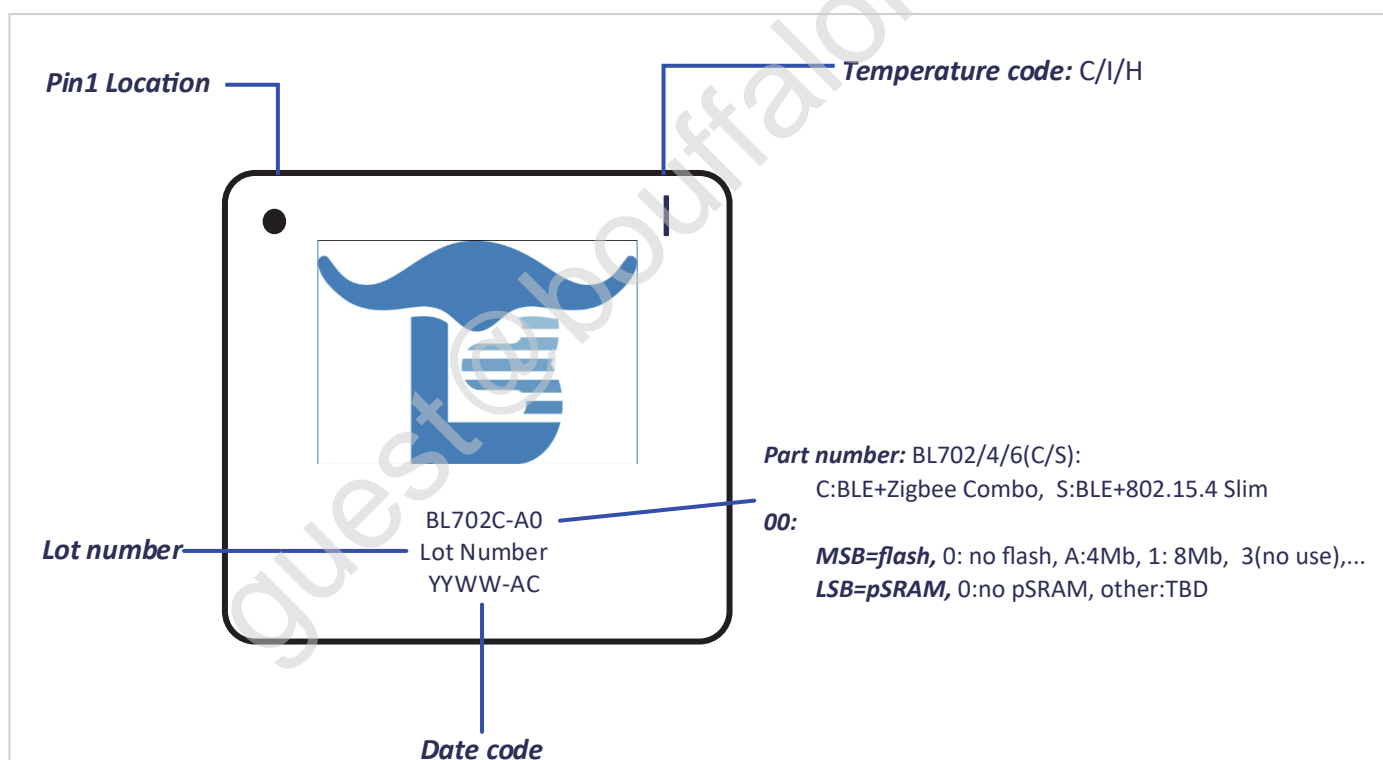 Pin1 Location
Temperature code: C/I/H
I
BL702C-A0
Lot Number
YYWW-AC
Part number: BL702/4/6(C/S):
C:BLE+Zigbee Combo, S:BLE+802.15.4 Slim
00:
MSB=flash, 0: no flash, A:4Mb, 1: 8Mb, 3(no use),...
LSB=pSRAM, 0:no pSRAM, other:TBD
Lot number
Date code
guest@bouffalo